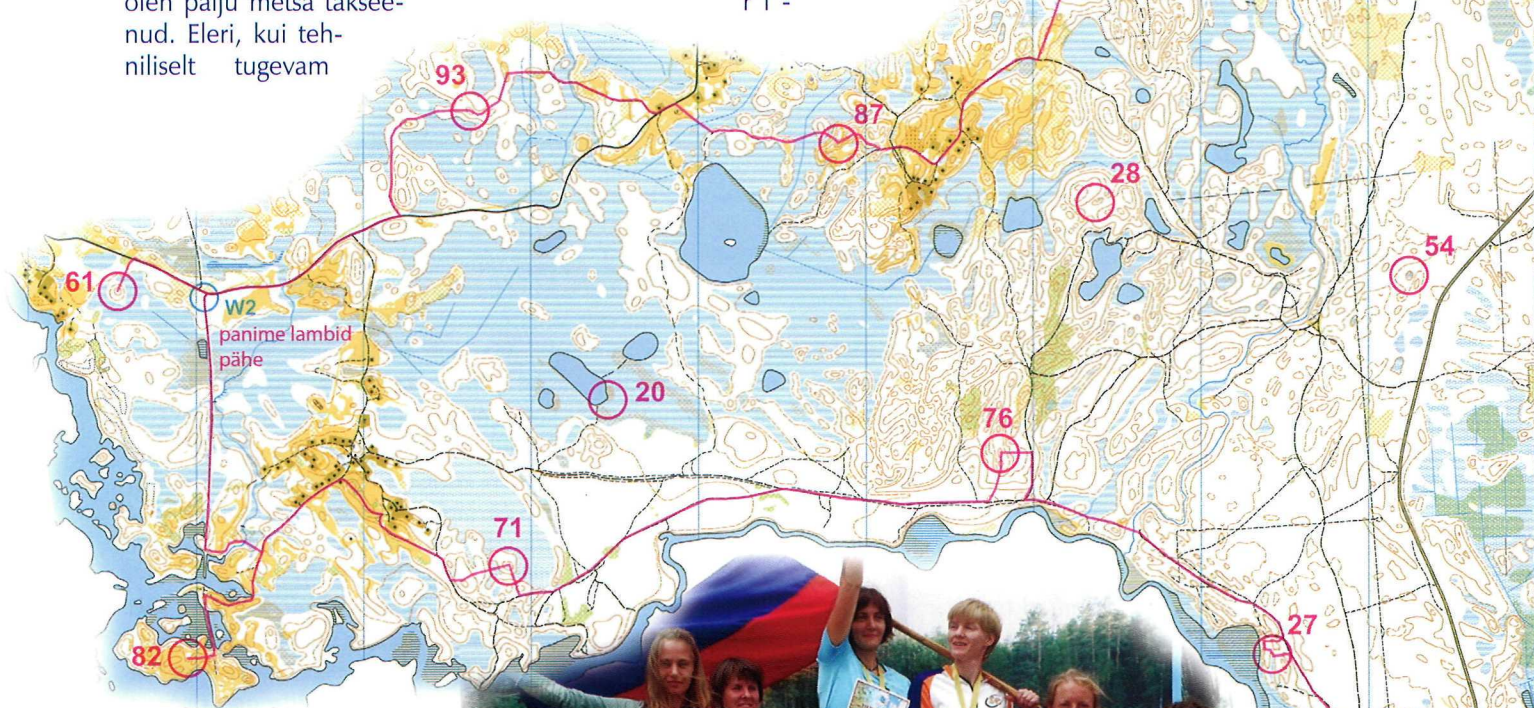 olen palju metsa taksee-
nud. Eleri, kui teh-
niliselt tugevam
r i -
93
87
28
54
61
W2
panime lambid
pähe
20
76
71
27
82